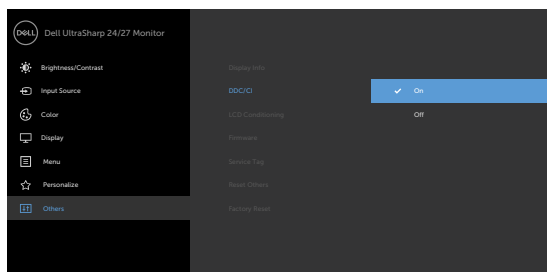 DELL
Dell UltraSharp 24/27 Monitor
Brightness/Contrast
Input Source
Color
Display
Menu
Personalize
Others
Display Info
DDC/CI
LCD Conditioning
Firmware
Service Tag
Reset Others
Factory Reset
On
Off